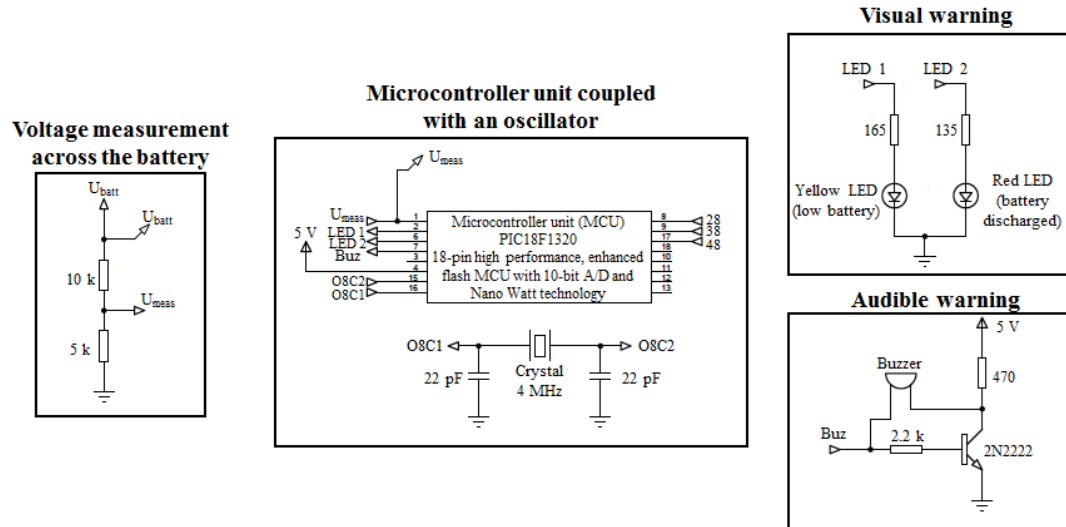 Voltage measurement
across the battery
U_batt
U_batt
10 k
U_meas
5 k
Microcontroller unit coupled
with an oscillator
U_meas
U_meas
LED 1
LED 2
Buz
5 V
O8C2
O8C1
1
2
6
7
3
4
15
16
Microcontroller unit (MCU)
PIC18F1320
18-pin high performance, enhanced
flash MCU with 10-bit A/D and
Nano Watt technology
8
9
17
18
10
11
12
13
28
38
48
O8C1
O8C2
22 pF
Crystal
4 MHz
22 pF
Visual warning
LED 1
LED 2
165
135
Yellow LED
(low battery)
Red LED
(battery
discharged)
Audible warning
5 V
Buzzer
470
Buz
2.2 k
2N2222